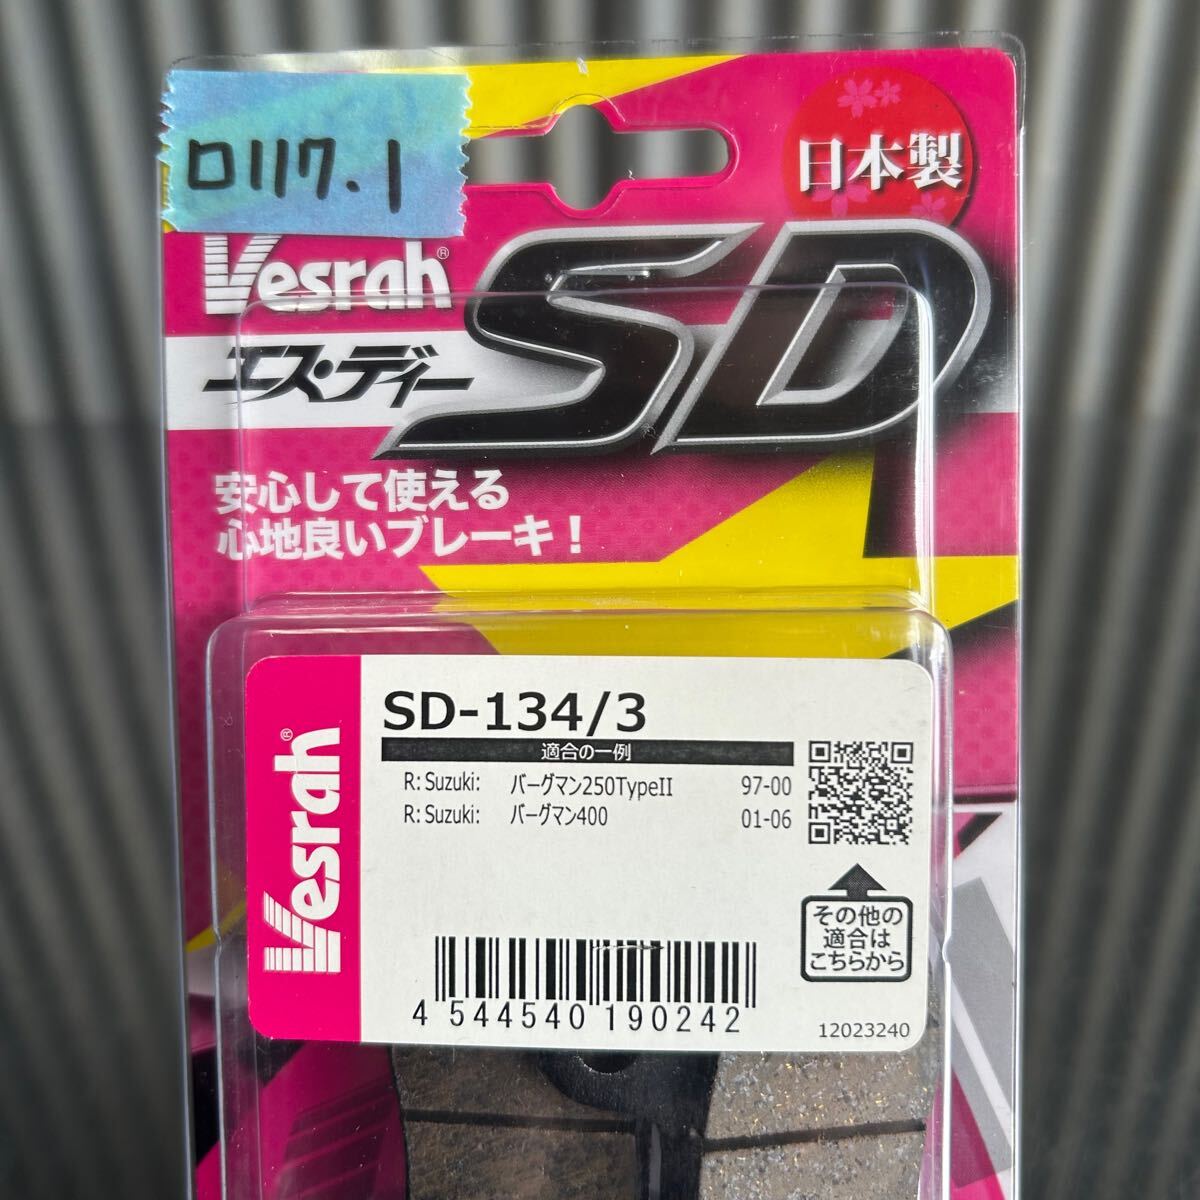 ロ117.1
日本製
Vesrah®
SD
エス・ディー
安心して使える
心地良いブレーキ！
Vesrah®
SD-134/3
適合の一例
R: Suzuki: バーグマン250TypeII 97-00
R: Suzuki: バーグマン400 01-06
その他の
適合は
こちらから
4 544540 190242
12023240